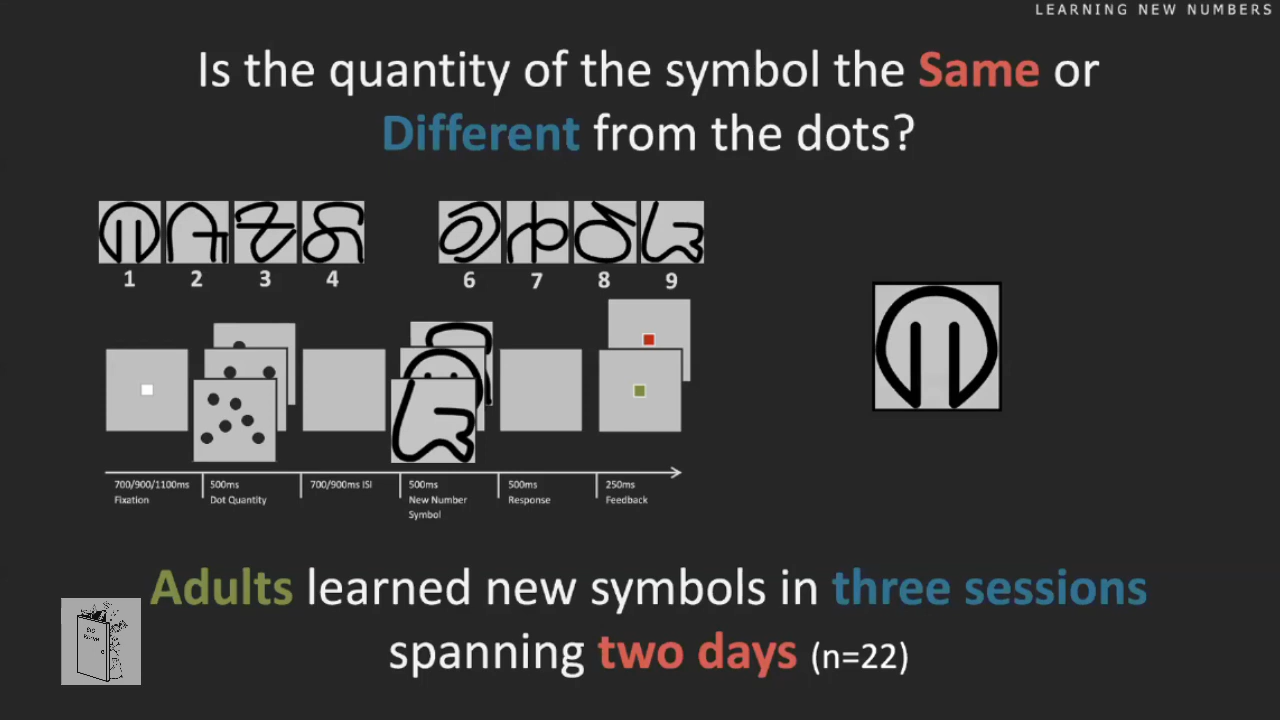 LEARNING NEW NUMBERS
Is the quantity of the symbol the Same or
Different from the dots?
1 2 3 4 6 7 8 9
700/900/1100ms
Fixation
500ms
Dot Quantity
700/900ms ISI
500ms
New Number
Symbol
500ms
Response
250ms
Feedback
Adults learned new symbols in three sessions
spanning two days (n=22)